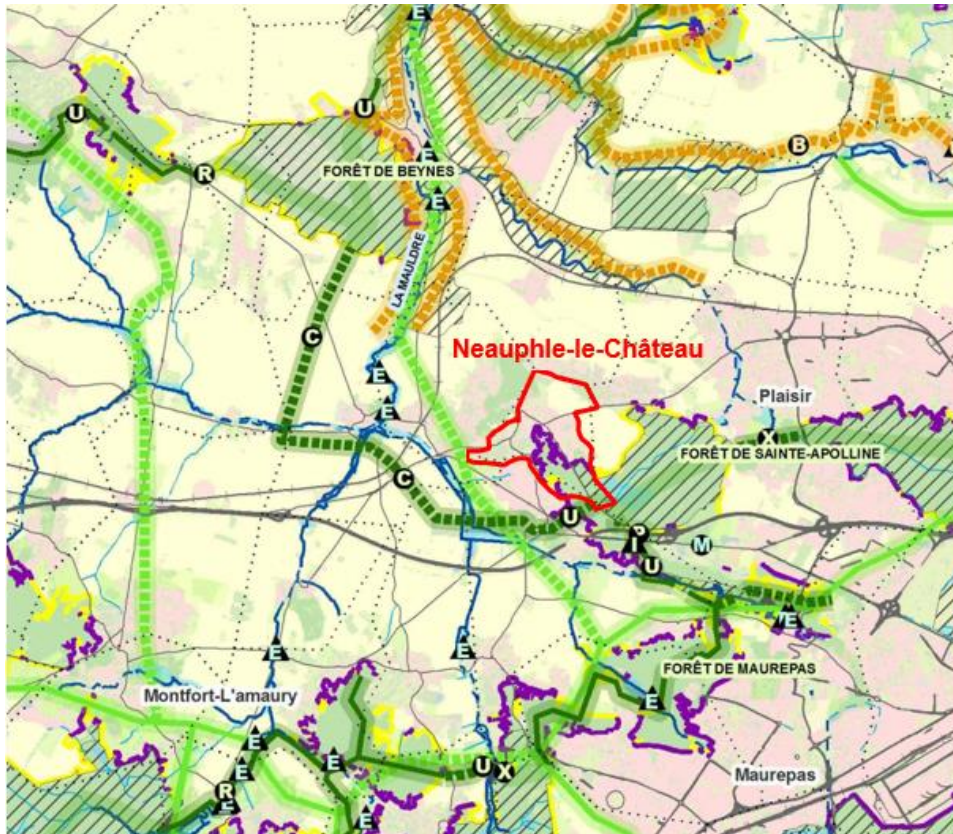 E
U
U
B
E
FORÊT DE BEYNES
R
E
LA MAULDRE
C
Neauphle-le-Château
E
Plaisir
E
X
FORÊT DE SAINTE-APOLLINE
C
U
P
I
M
U
E
E
E
FORÊT DE MAUREPAS
Montfort-L'amaury
E
E
E
E
U
X
R
E
Maurepas
E